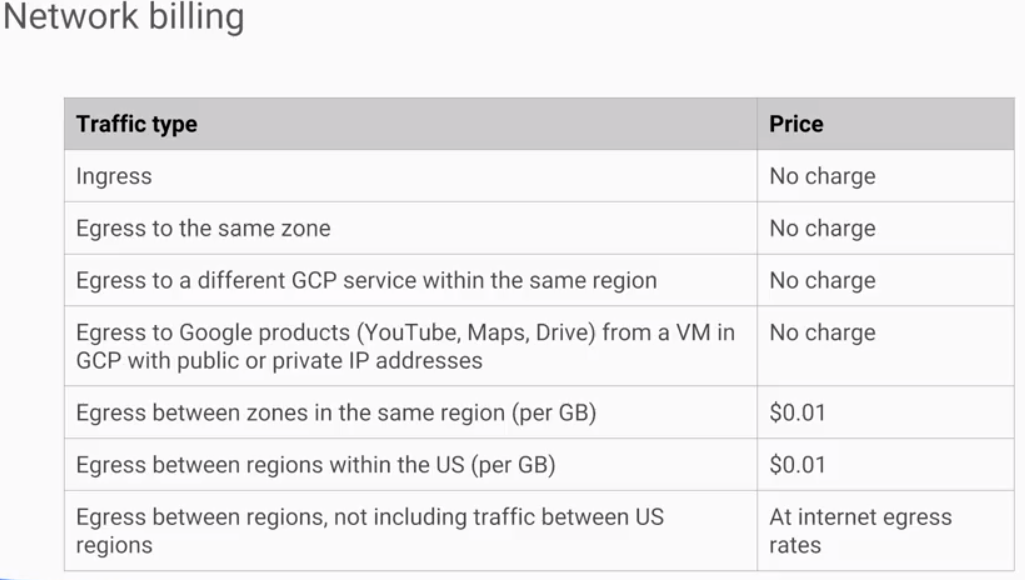 Network billing
Traffic type
Price
Ingress
No charge
Egress to the same zone
No charge
Egress to a different GCP service within the same region
No charge
Egress to Google products (YouTube, Maps, Drive) from a VM in
GCP with public or private IP addresses
No charge
Egress between zones in the same region (per GB)
$0.01
Egress between regions within the US (per GB)
$0.01
Egress between regions, not including traffic between US
regions
At internet egress
rates